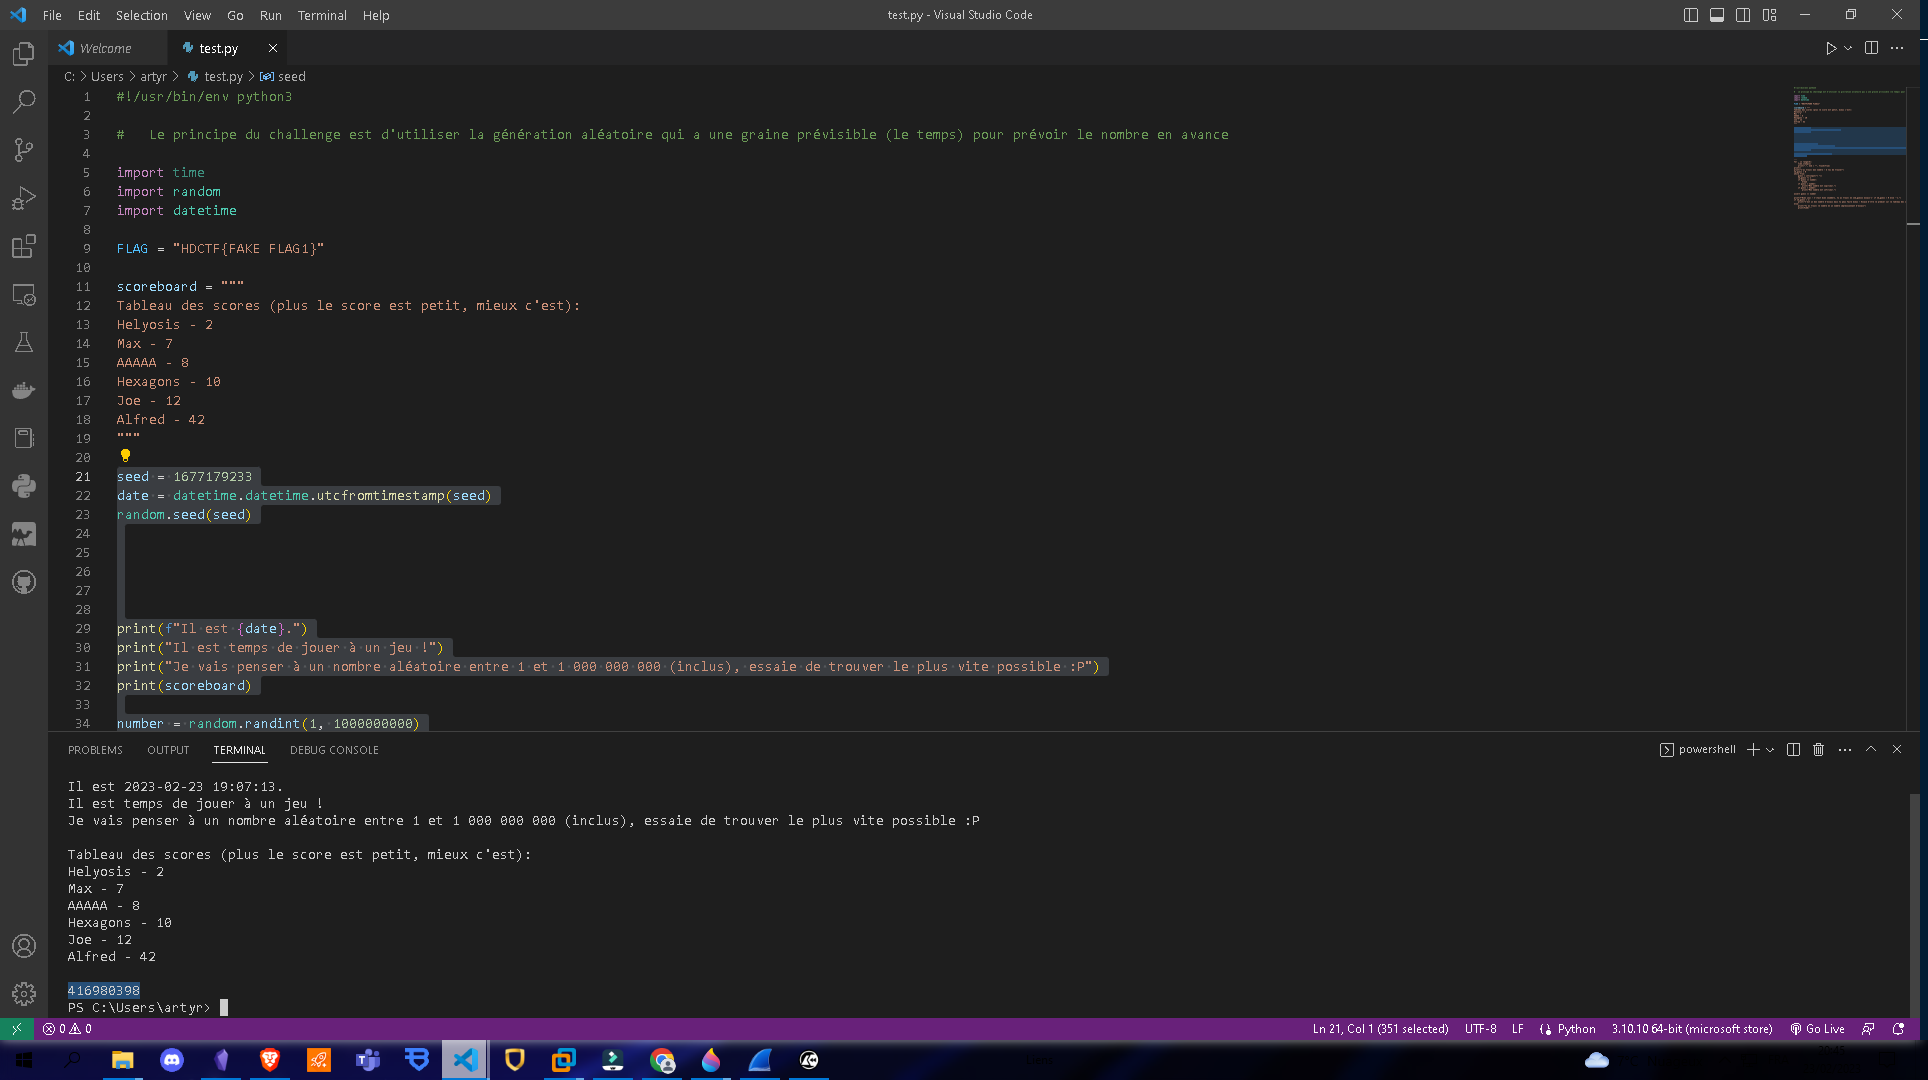 File Edit Selection View Go Run Terminal Help
test.py - Visual Studio Code
Welcome
test.py
C: > Users > artyr > test.py > seed
1 #!/usr/bin/env python3
2
3 #   Le principe du challenge est d'utiliser la génération aléatoire qui a une graine prévisible (le temps) pour prévoir le nombre en avance
4
5 import time
6 import random
7 import datetime
8
9 FLAG = "HDCTF{FAKE FLAG1}"
10
11 scoreboard = """
12 Tableau des scores (plus le score est petit, mieux c'est):
13 Helyosis - 2
14 Max - 7
15 AAAAA - 8
16 Hexagons - 10
17 Joe - 12
18 Alfred - 42
19 """
20
21 seed = 1677179233
22 date = datetime.datetime.utcfromtimestamp(seed)
23 random.seed(seed)
24
25
26
27
28
29 print(f"Il est {date}.")
30 print("Il est temps de jouer à un jeu !")
31 print("Je vais penser à un nombre aléatoire entre 1 et 1 000 000 000 (inclus), essaie de trouver le plus vite possible :P")
32 print(scoreboard)
33
34 number = random.randint(1, 1000000000)
PROBLEMS OUTPUT TERMINAL DEBUG CONSOLE
powershell
Il est 2023-02-23 19:07:13.
Il est temps de jouer à un jeu !
Je vais penser à un nombre aléatoire entre 1 et 1 000 000 000 (inclus), essaie de trouver le plus vite possible :P
Tableau des scores (plus le score est petit, mieux c'est):
Helyosis - 2
Max - 7
AAAAA - 8
Hexagons - 10
Joe - 12
Alfred - 42
416980398
PS C:\Users\artyr>
0 0
Ln 21, Col 1 (351 selected) UTF-8 LF Python 3.10.10 64-bit (microsoft store) Go Live